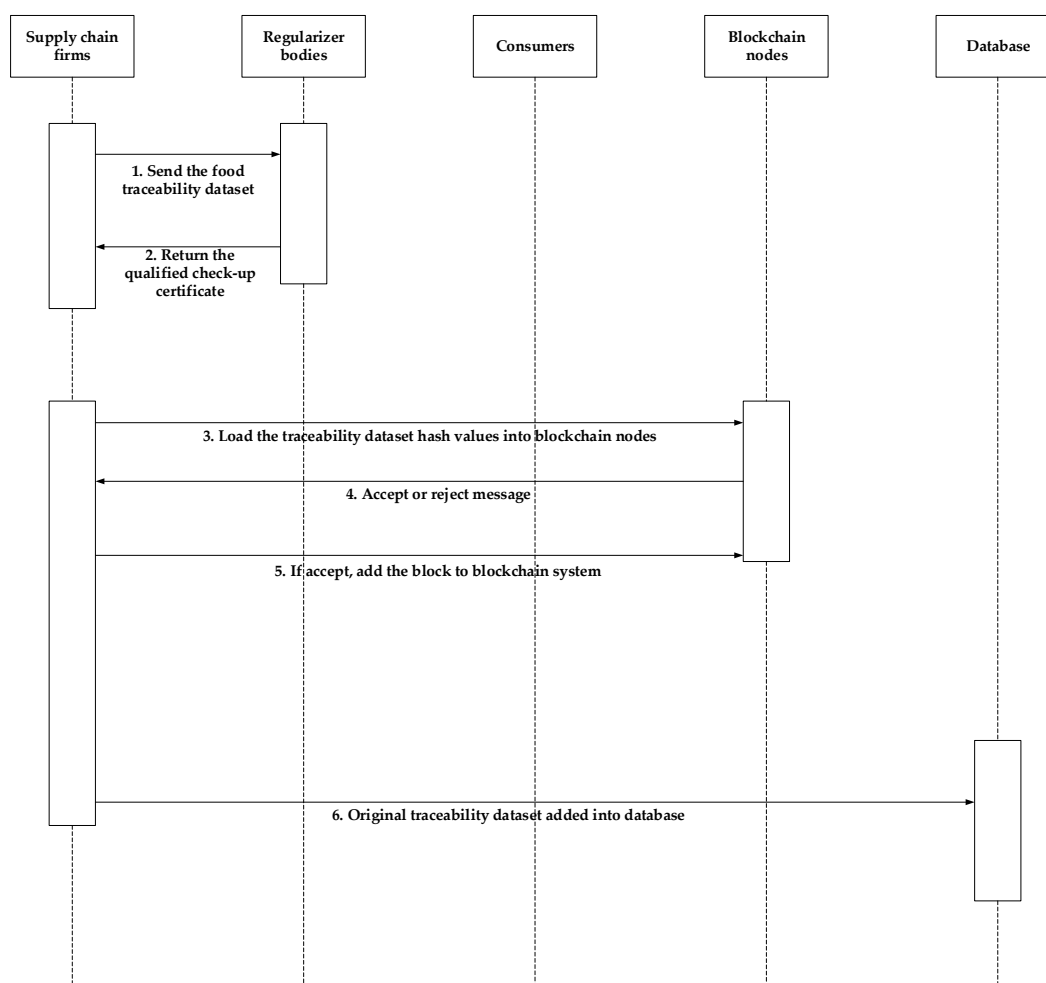 Supply chain
firms
Regularizer
bodies
Consumers
Blockchain
nodes
Database
1. Send the food
traceability dataset
2. Return the
qualified check-up
certificate
3. Load the traceability dataset hash values into blockchain nodes
4. Accept or reject message
5. If accept, add the block to blockchain system
6. Original traceability dataset added into database